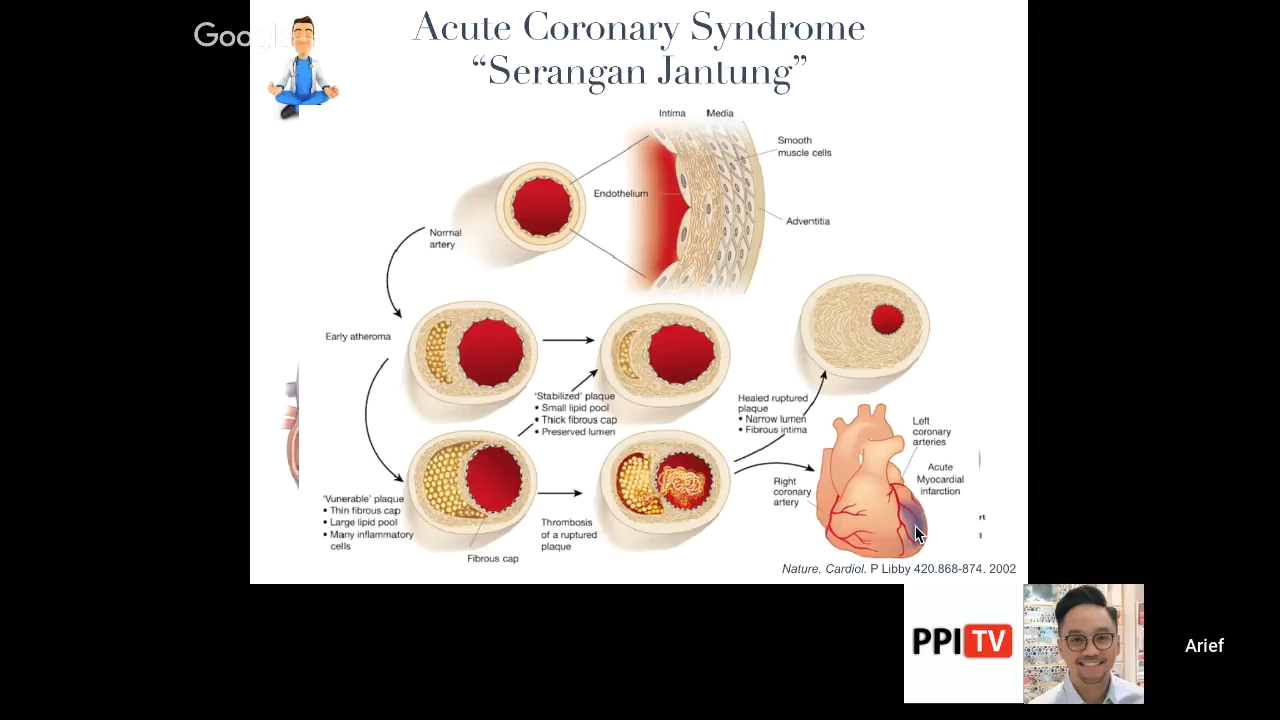 Google
Acute Coronary Syndrome
“Serangan Jantung”
Intima Media
Smooth
muscle cells
Endothelium
Adventitia
Normal
artery
Early atheroma
‘Stabilized’ plaque
• Small lipid pool
• Thick fibrous cap
• Preserved lumen
Healed ruptured
plaque
• Narrow lumen
• Fibrous intima
Left
coronary
arteries
Acute
Myocardial
infarction
Right
coronary
artery
‘Vunerable’ plaque
• Thin fibrous cap
• Large lipid pool
• Many inflammatory
cells
Thrombosis
of a ruptured
plaque
Fibrous cap
rt
Nature. Cardiol. P Libby 420.868-874. 2002
PPI TV
Arief